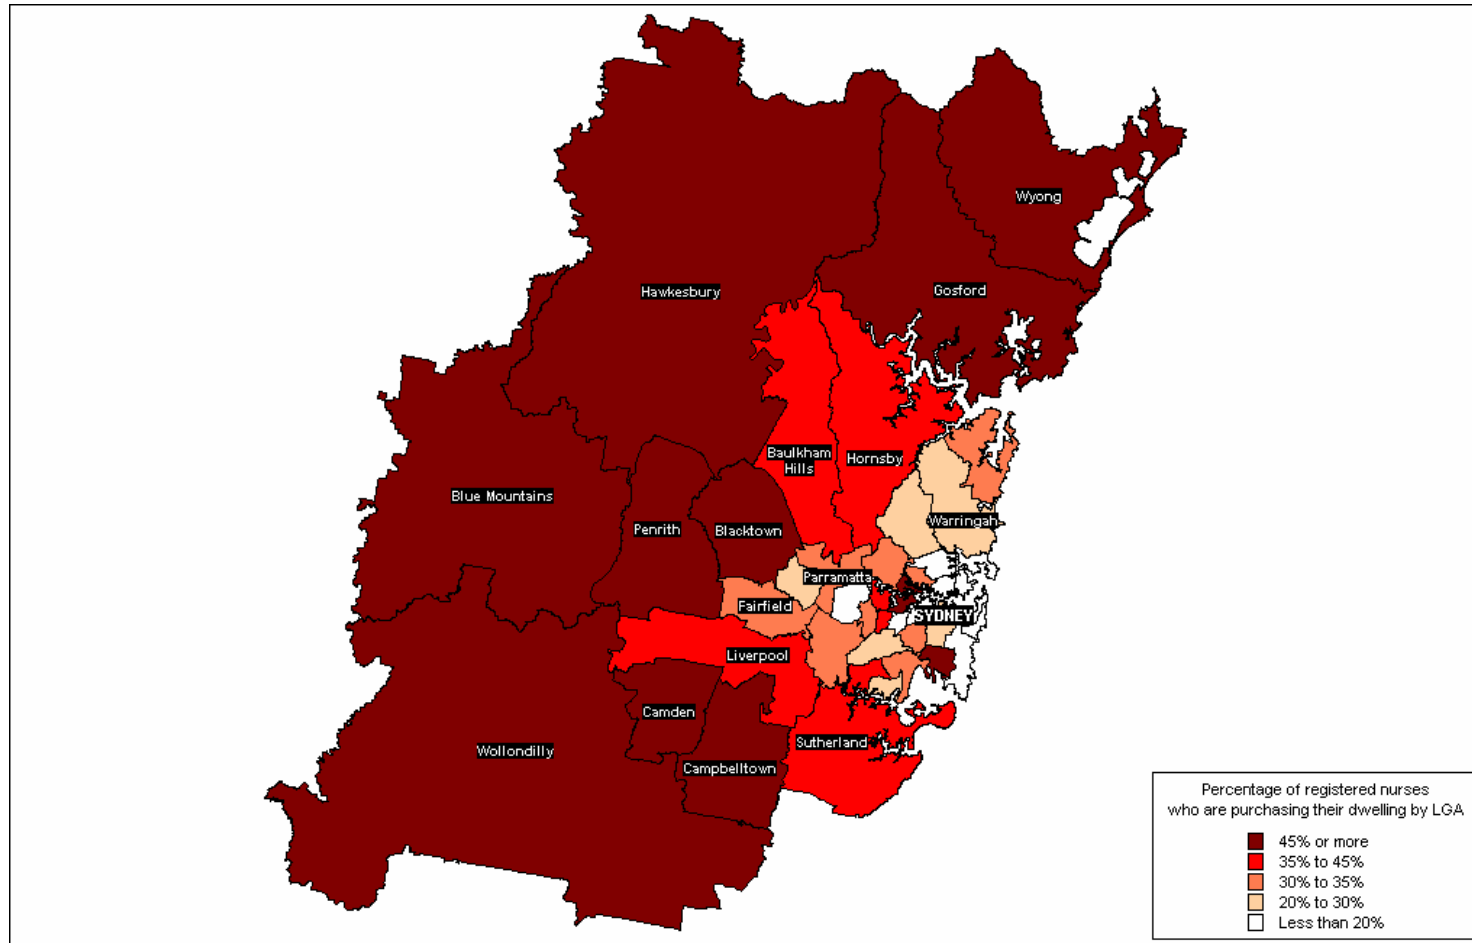 Wyong
Hawkesbury
Gosford
Baulkham
Hills
Hornsby
Blue Mountains
Penrith
Blacktown
Warringah
Parramatta
Fairfield
SYDNEY
Liverpool
Camden
Wollondilly
Sutherland
Campbelltown
Percentage of registered nurses
who are purchasing their dwelling by LGA
45% or more
35% to 45%
30% to 35%
20% to 30%
Less than 20%